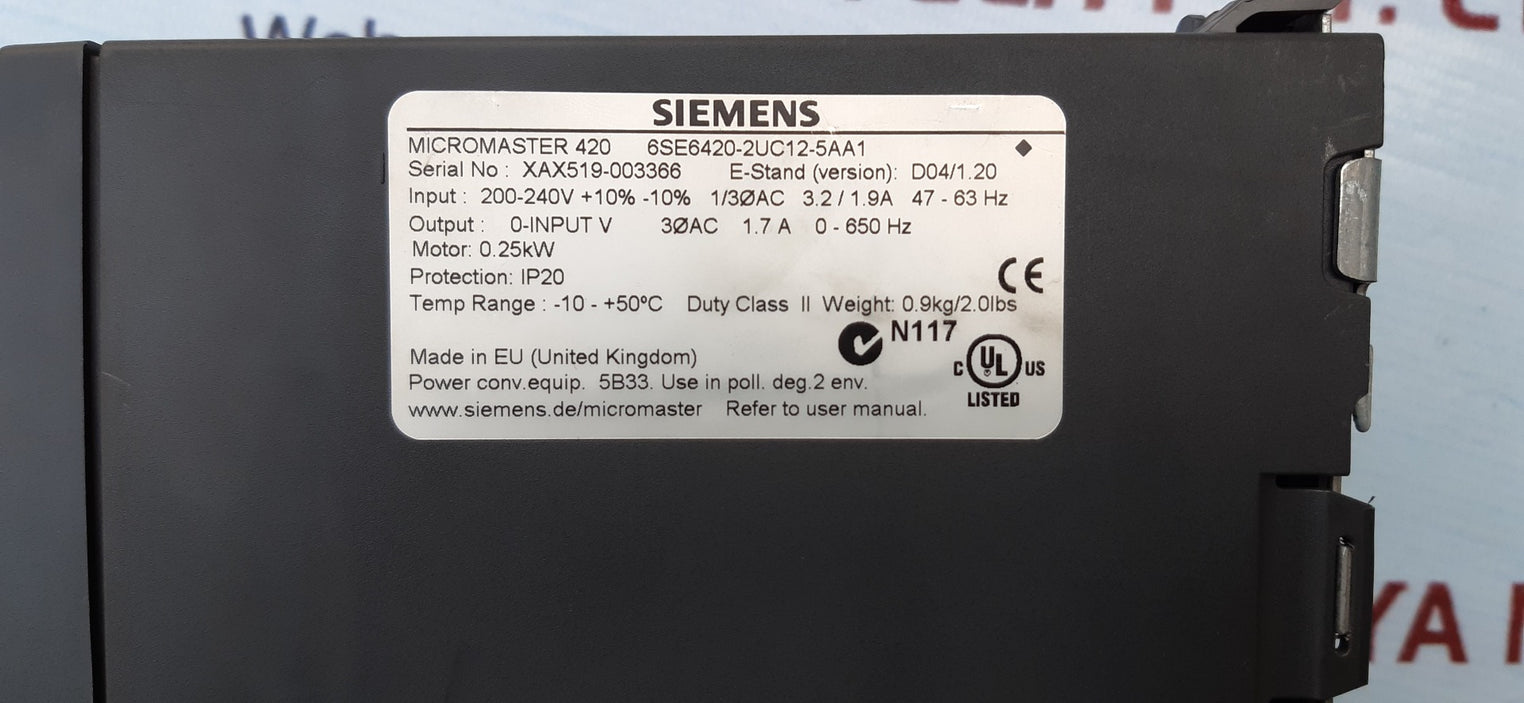 Web
SIEMENS
MICROMASTER 420 6SE6420-2UC12-5AA1
Serial No : XAX519-003366 E-Stand (version): D04/1.20
Input : 200-240V +10% -10% 1/3ØAC 3.2 / 1.9A 47 - 63 Hz
Output : 0-INPUT V 3ØAC 1.7 A 0 - 650 Hz
Motor: 0.25kW
Protection: IP20
CE
Temp Range : -10 - +50ºC Duty Class II Weight: 0.9kg/2.0lbs
N117
Made in EU (United Kingdom)
C UL US
LISTED
Power conv.equip. 5B33. Use in poll. deg.2 env.
www.siemens.de/micromaster Refer to user manual.
YA